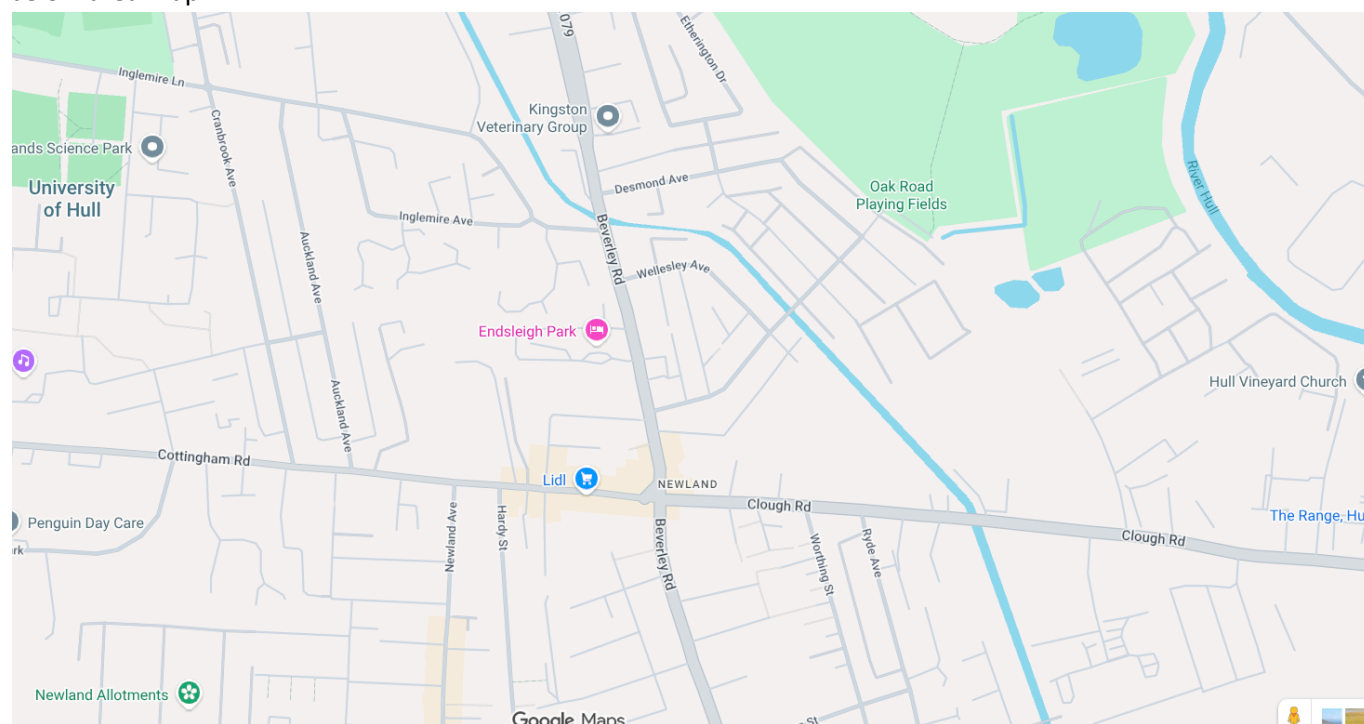 079
Etherington Dr
Inglemire Ln
Kingston
Veterinary Group
Cranbrook Ave
ands Science Park
University
of Hull
Desmond Ave
Oak Road
Playing Fields
River Hull
Inglemire Ave
Beverley Rd
Auckland Ave
Wellesley Ave
Endsleigh Park
Hull Vineyard Church
Auckland Ave
Cottingham Rd
Lidl
NEWLAND
Clough Rd
The Range, Hu
Penguin Day Care
Newland Ave
Hardy St
Beverley Rd
Worthing St
Ryde Ave
Clough Rd
ark
Newland Allotments
Google Maps
St